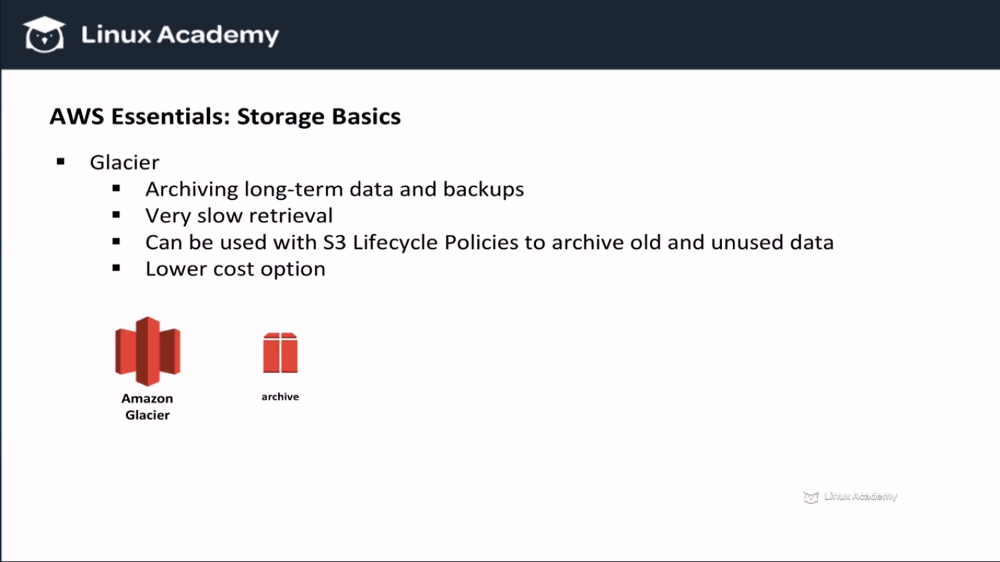 Linux Academy
AWS Essentials: Storage Basics
▪ Glacier
▪ Archiving long-term data and backups
▪ Very slow retrieval
▪ Can be used with S3 Lifecycle Policies to archive old and unused data
▪ Lower cost option
Amazon
Glacier
archive
Linux Academy